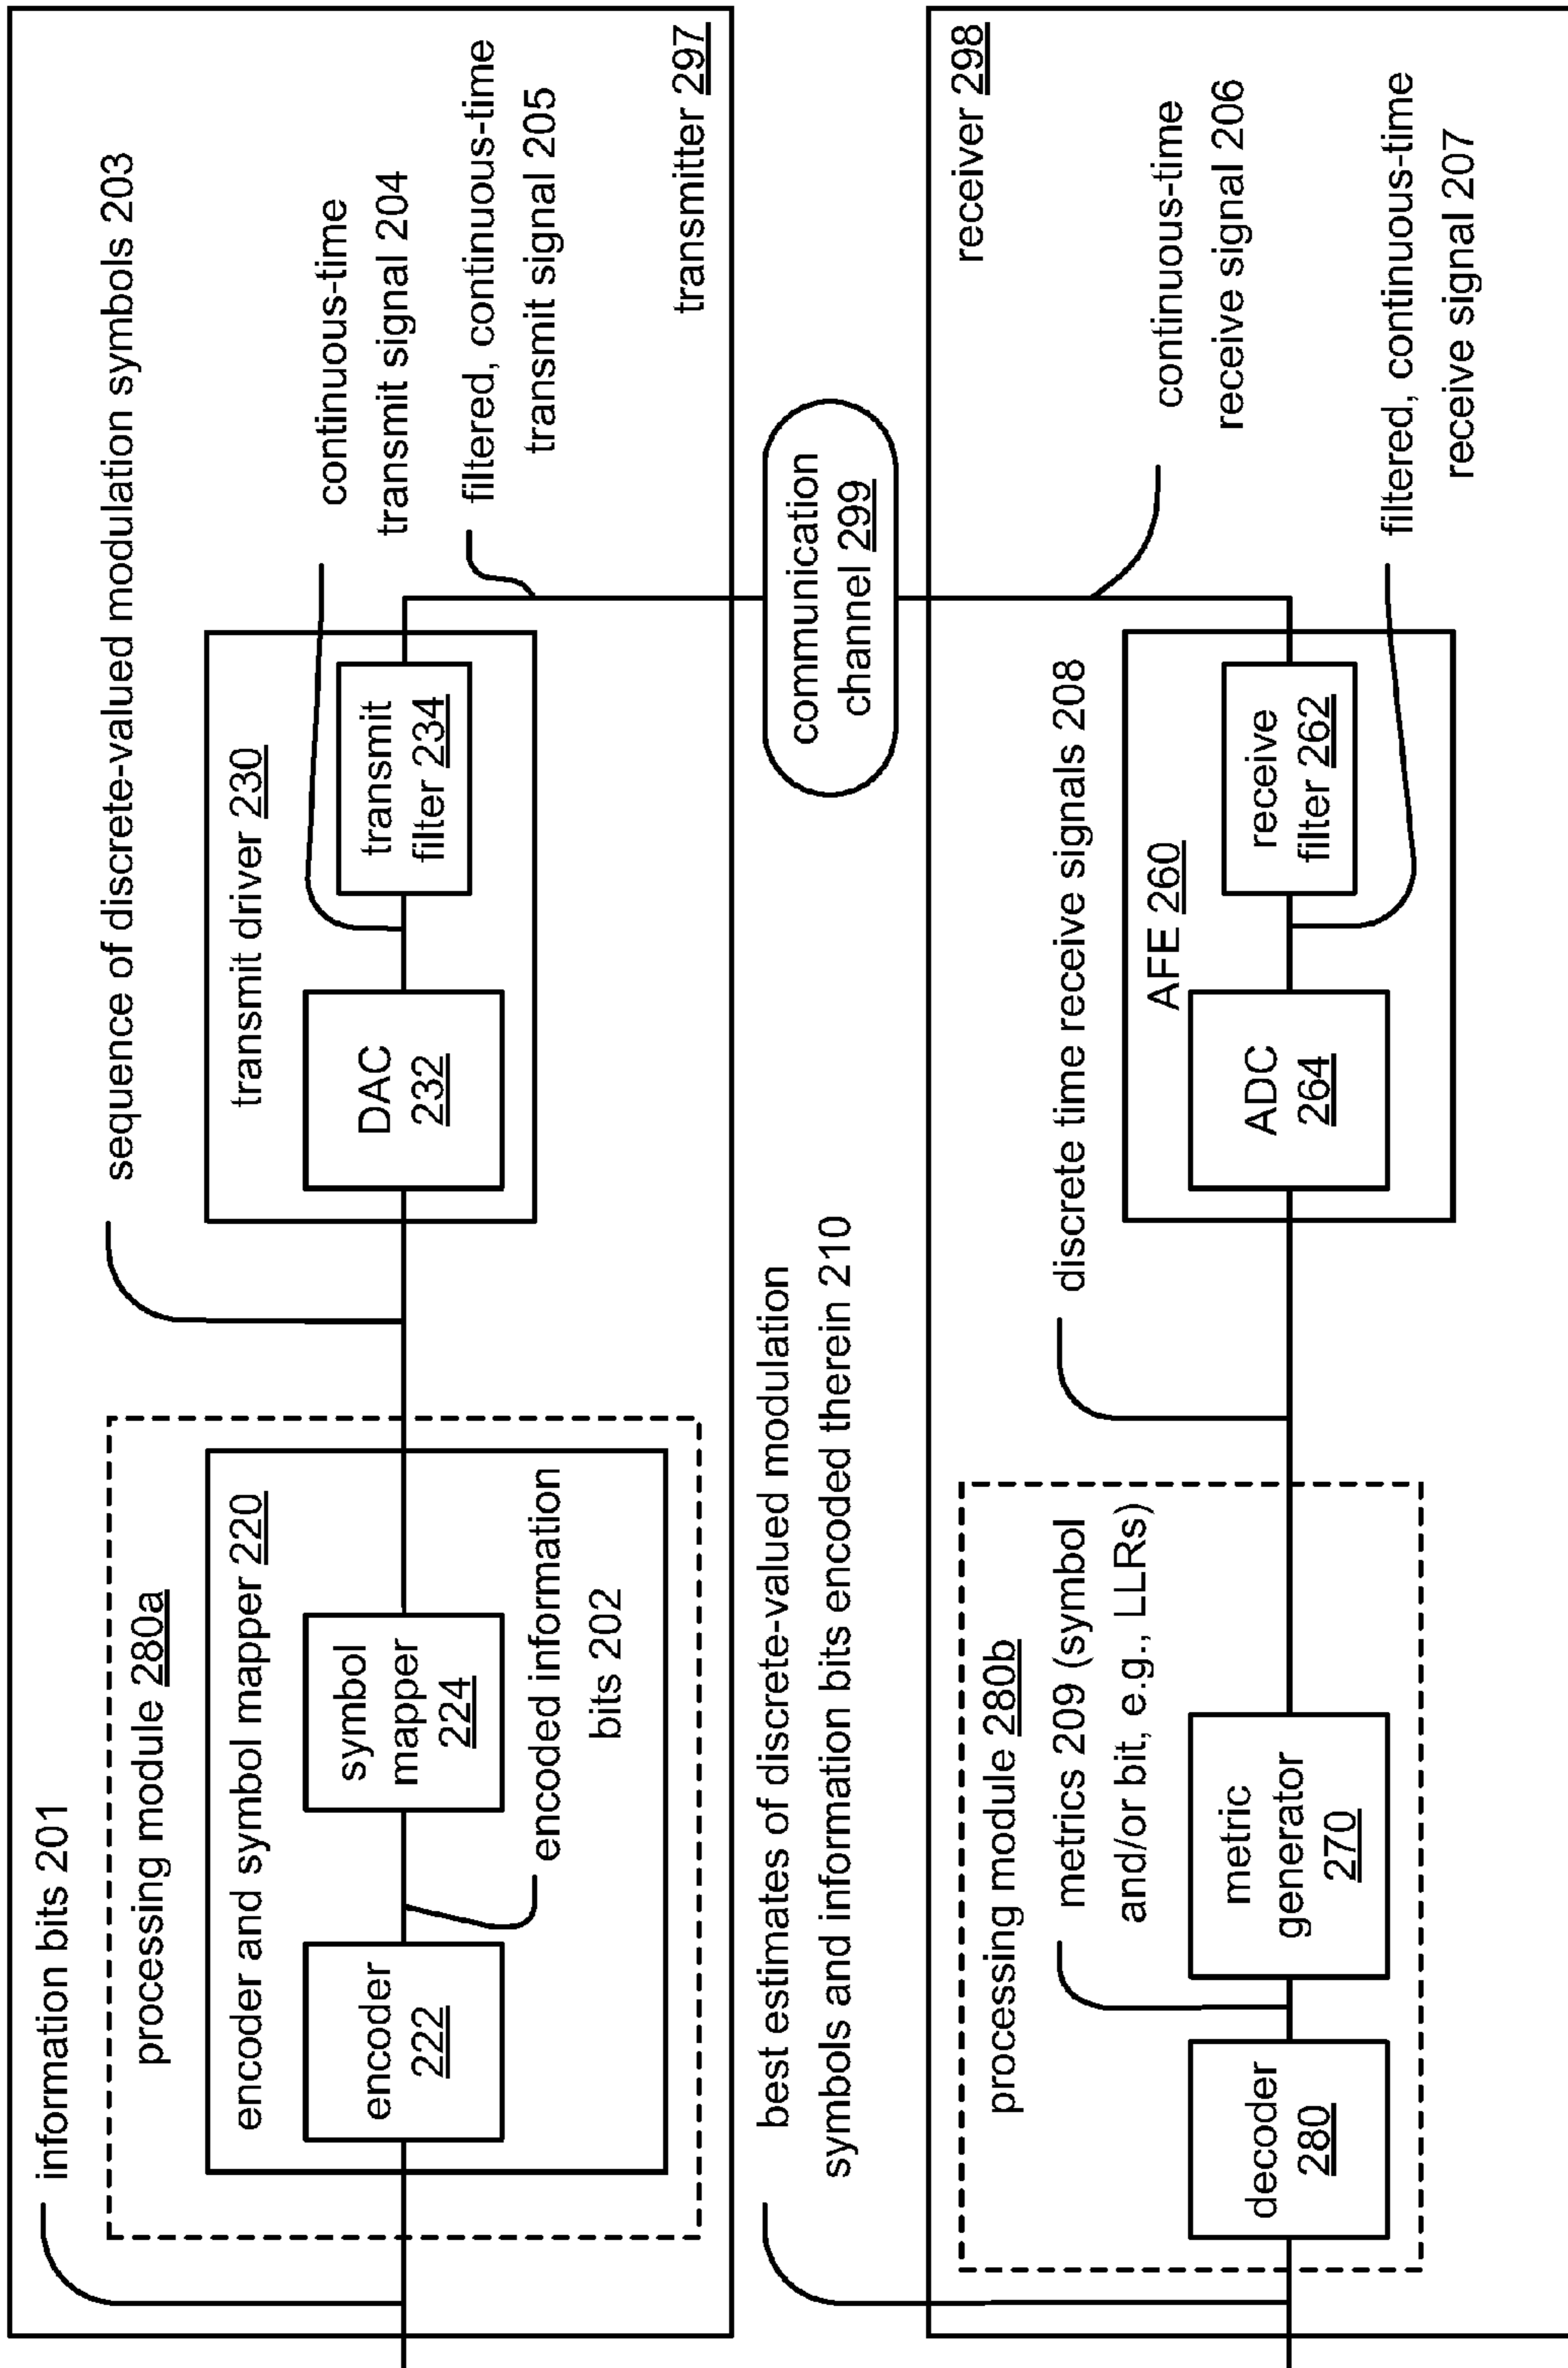 information bits 201
processing module 280a
encoder and symbol mapper 220
encoder
222
symbol
mapper
224
encoded information
bits 202
sequence of discrete-valued modulation symbols 203
transmit driver 230
DAC
232
transmit
filter 234
continuous-time
transmit signal 204
filtered, continuous-time
transmit signal 205
transmitter 297
communication
channel 299
best estimates of discrete-valued modulation
symbols and information bits encoded therein 210
receiver 298
processing module 280b
metrics 209 (symbol
and/or bit, e.g., LLRs)
decoder
280
metric
generator
270
discrete time receive signals 208
AFE 260
ADC
264
receive
filter 262
continuous-time
receive signal 206
filtered, continuous-time
receive signal 207